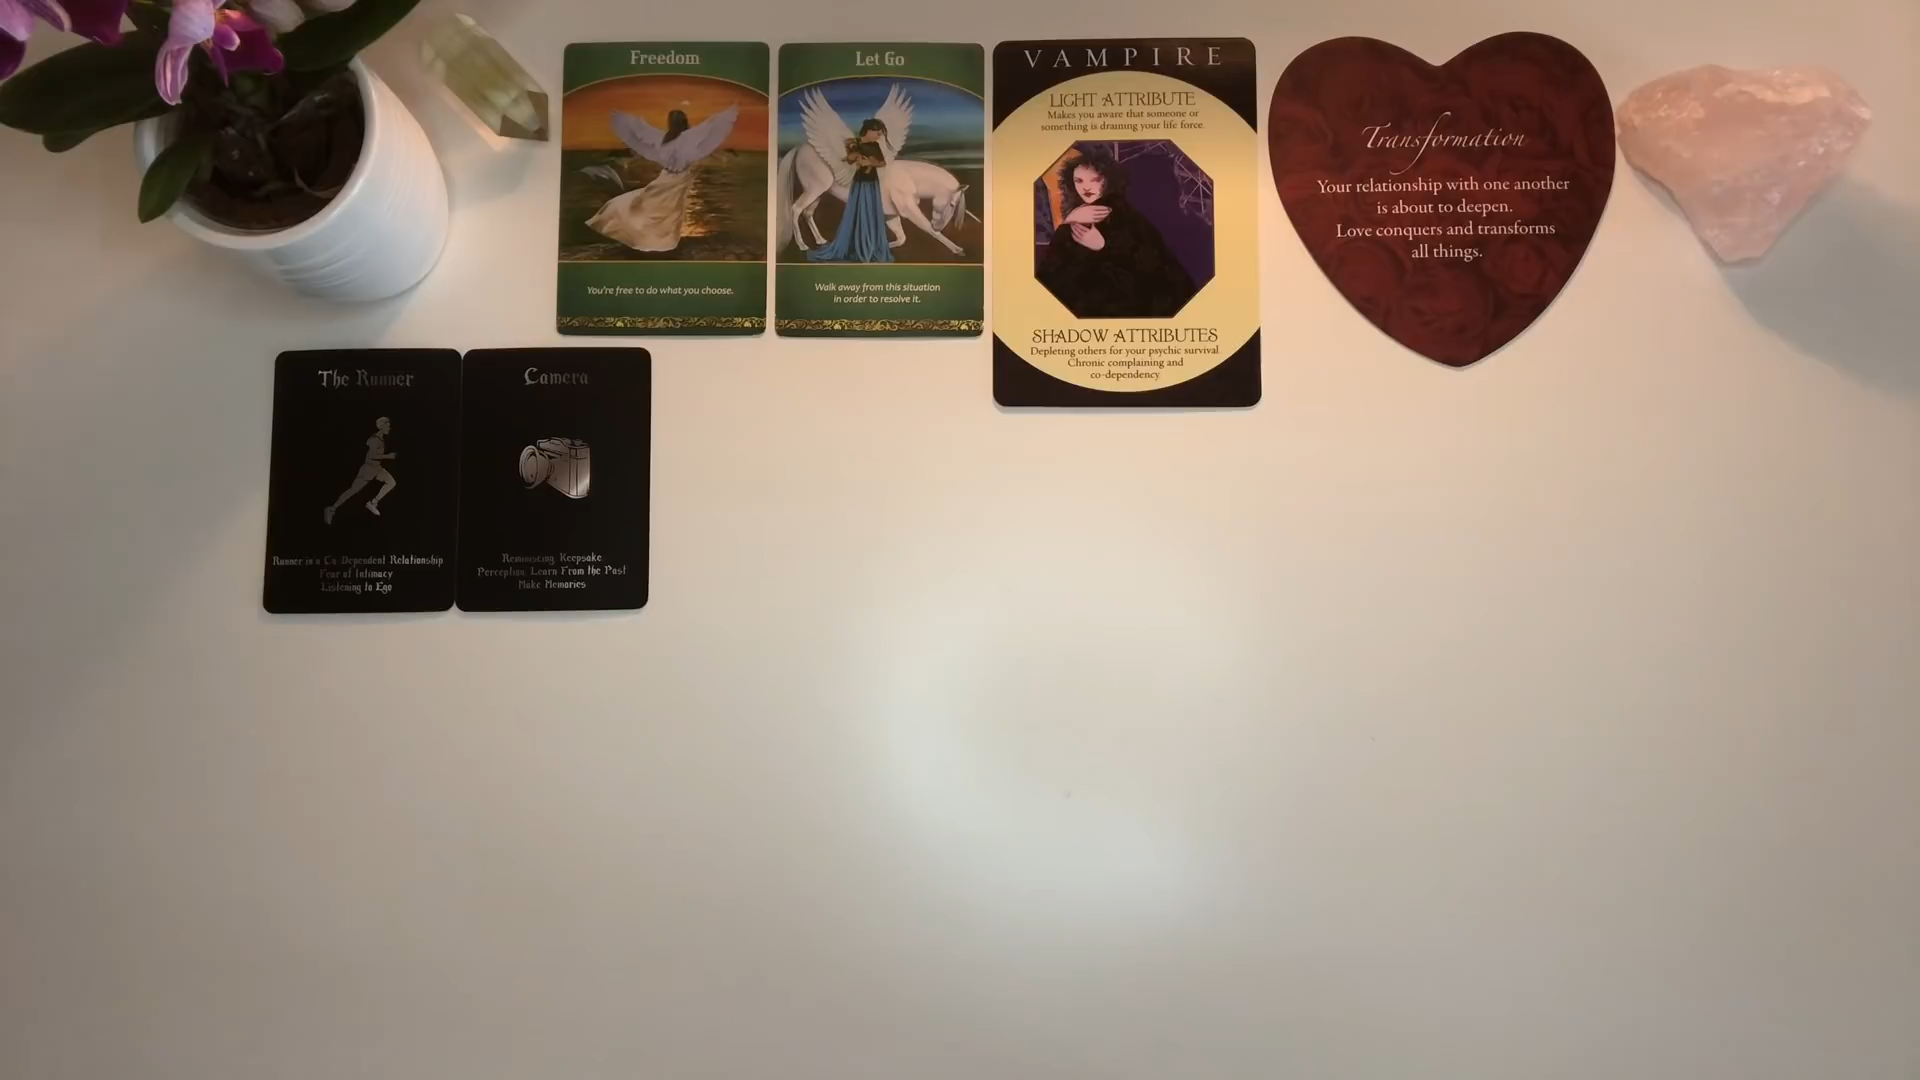 Freedom
You're free to do what you choose.
Let Go
Walk away from this situation
in order to resolve it.
VAMPIRE
LIGHT ATTRIBUTE
Makes you aware that someone or
something is draining your life force.
SHADOW ATTRIBUTES
Depleting others for your psychic survival.
Chronic complaining and
co-dependency.
Transformation
Your relationship with one another
is about to deepen.
Love conquers and transforms
all things.
The Runner
Runner in a Co Dependent Relationship
Fear of Intimacy
Listening to Ego
Camera
Reminiscing, Keepsake,
Perception, Learn From the Past
Make Memories